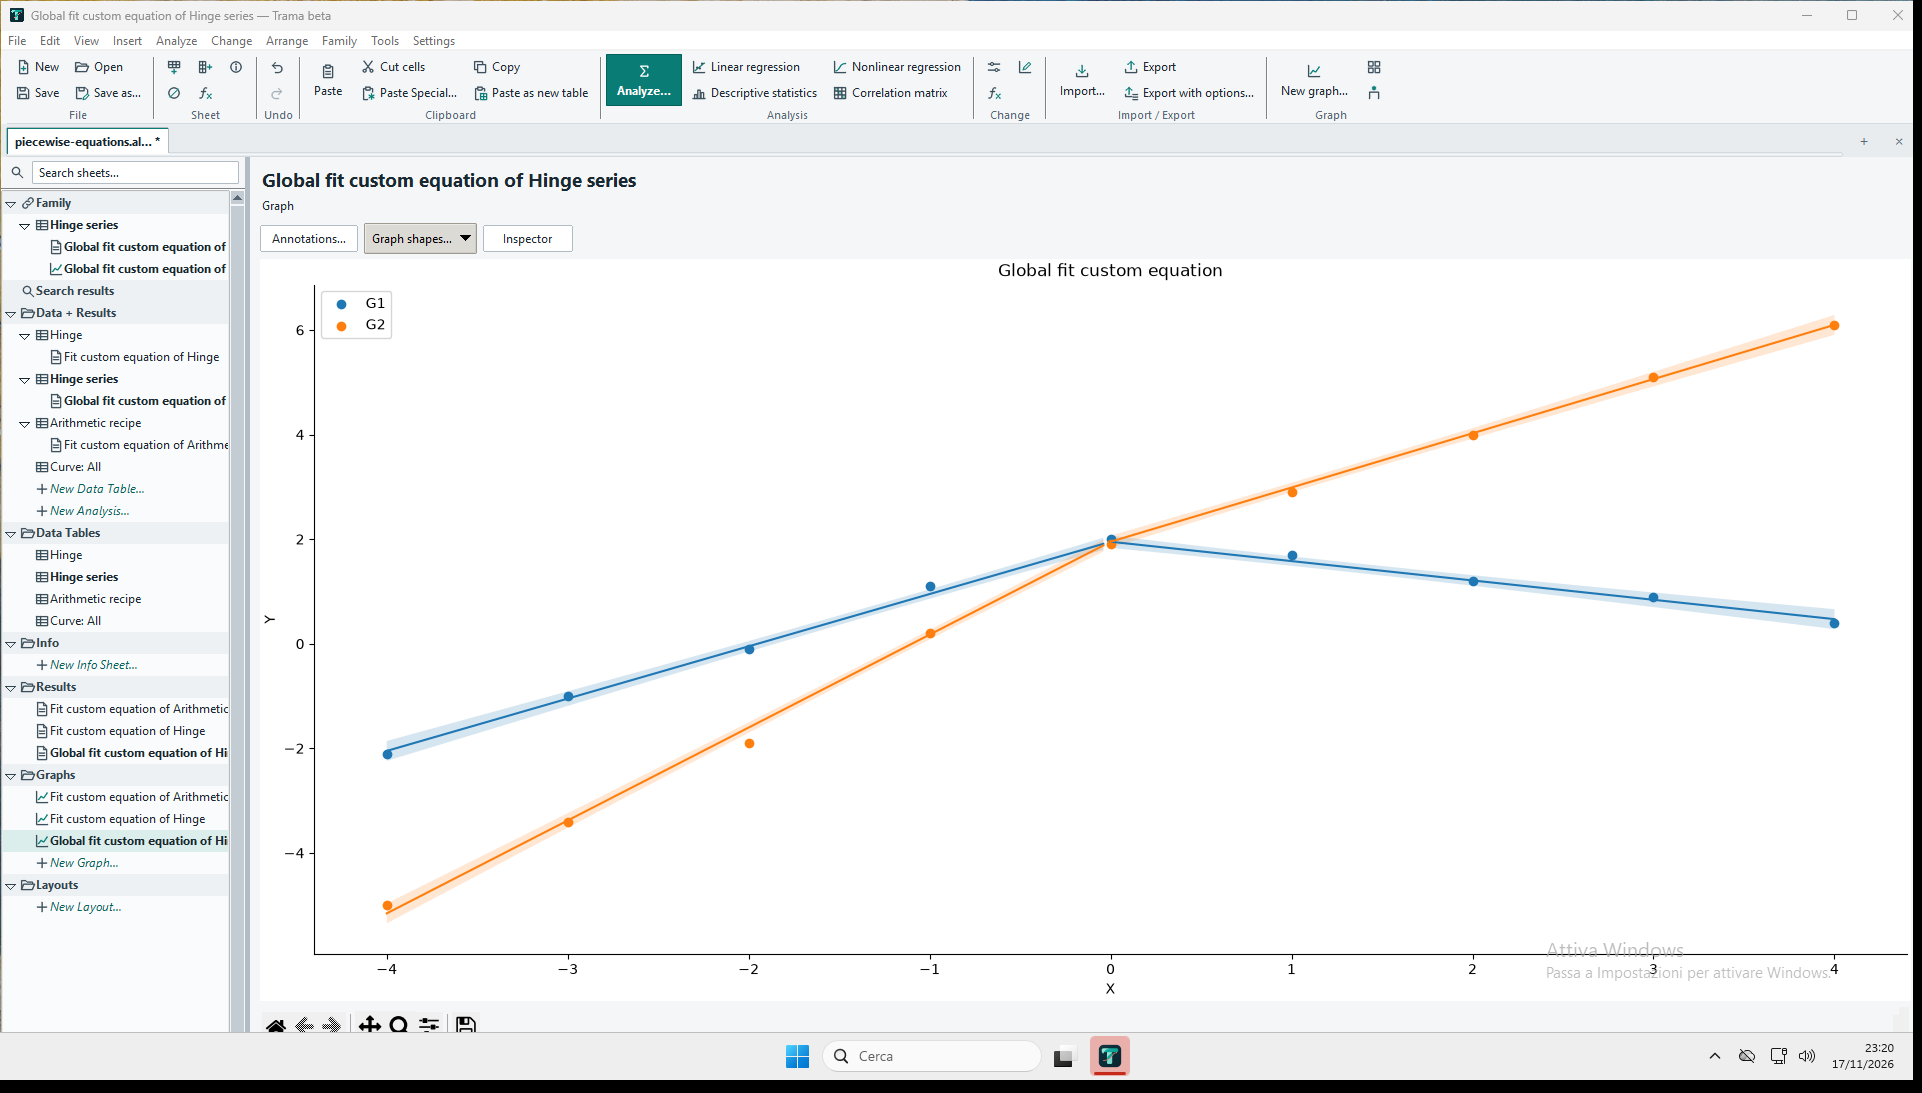 Global fit custom equation of Hinge series — Trama beta
File Edit View Insert Analyze Change Arrange Family Tools Settings
New Open
Save Save as...
File
Sheet
Undo
Paste
Cut cells Copy
Paste Special... Paste as new table
Clipboard
Σ
Analyze...
Linear regression Nonlinear regression
Descriptive statistics Correlation matrix
Analysis
Change
Import...
Export
Export with options...
Import / Export
New graph...
Graph
piecewise-equations.al... *
Search sheets...
Family
Hinge series
Global fit custom equation of
Global fit custom equation of
Search results
Data + Results
Hinge
Fit custom equation of Hinge
Hinge series
Global fit custom equation of
Arithmetic recipe
Fit custom equation of Arithme
Curve: All
New Data Table...
New Analysis...
Data Tables
Hinge
Hinge series
Arithmetic recipe
Curve: All
Info
New Info Sheet...
Results
Fit custom equation of Arithmetic
Fit custom equation of Hinge
Global fit custom equation of Hi
Graphs
Fit custom equation of Arithmetic
Fit custom equation of Hinge
Global fit custom equation of Hi
New Graph...
Layouts
New Layout...
Global fit custom equation of Hinge series
Graph
Annotations... Graph shapes... Inspector
Global fit custom equation
G1
G2
6
4
2
0
−2
−4
Y
−4 −3 −2 −1 0 1 2 3 4
X
Attiva Windows
Passa a Impostazioni per attivare Windows.
Cerca
23:20
17/11/2026